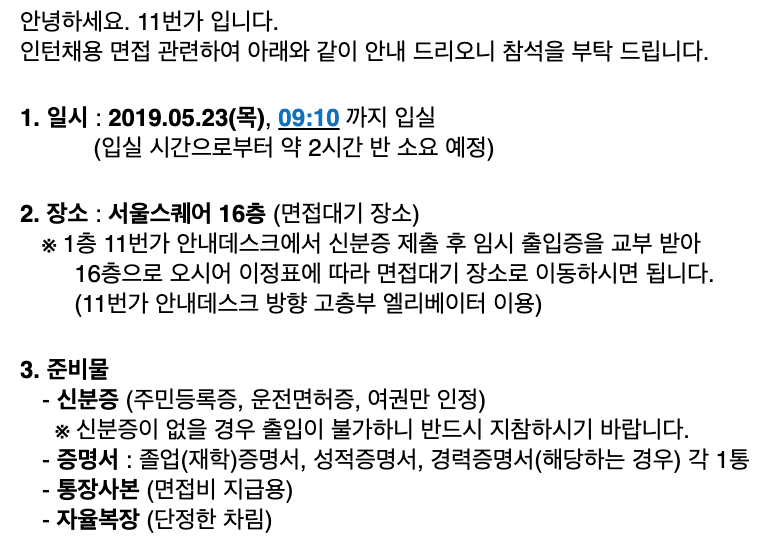 안녕하세요. 11번가 입니다.
인턴채용 면접 관련하여 아래와 같이 안내 드리오니 참석을 부탁 드립니다.
1. 일시 : 2019.05.23(목), 09:10 까지 입실
(입실 시간으로부터 약 2시간 반 소요 예정)
2. 장소 : 서울스퀘어 16층 (면접대기 장소)
※ 1층 11번가 안내데스크에서 신분증 제출 후 임시 출입증을 교부 받아
16층으로 오시어 이정표에 따라 면접대기 장소로 이동하시면 됩니다.
(11번가 안내데스크 방향 고층부 엘리베이터 이용)
3. 준비물
- 신분증 (주민등록증, 운전면허증, 여권만 인정)
※ 신분증이 없을 경우 출입이 불가하니 반드시 지참하시기 바랍니다.
- 증명서 : 졸업(재학)증명서, 성적증명서, 경력증명서(해당하는 경우) 각 1통
- 통장사본 (면접비 지급용)
- 자율복장 (단정한 차림)